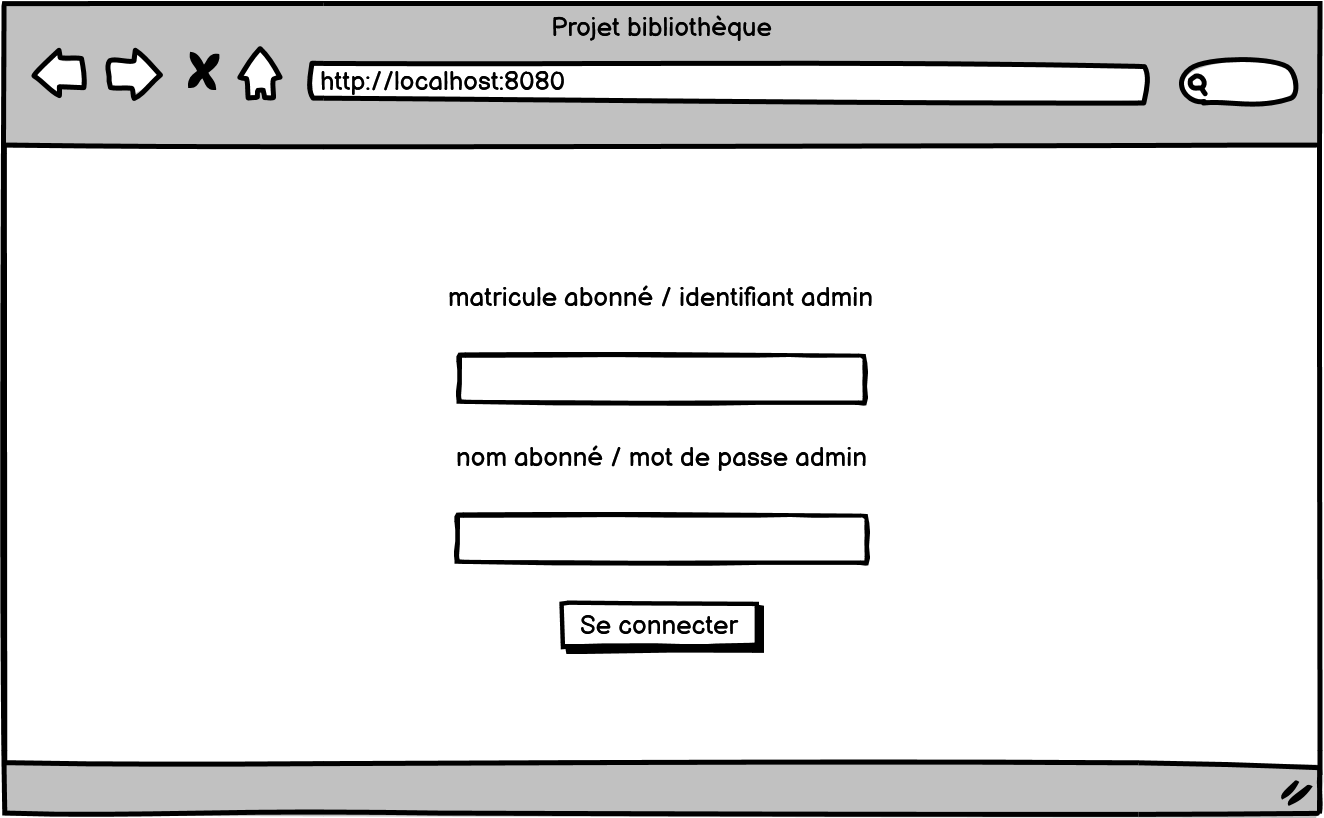 Projet bibliothèque
http://localhost:8080
matricule abonné / identifiant admin
nom abonné / mot de passe admin
Se connecter